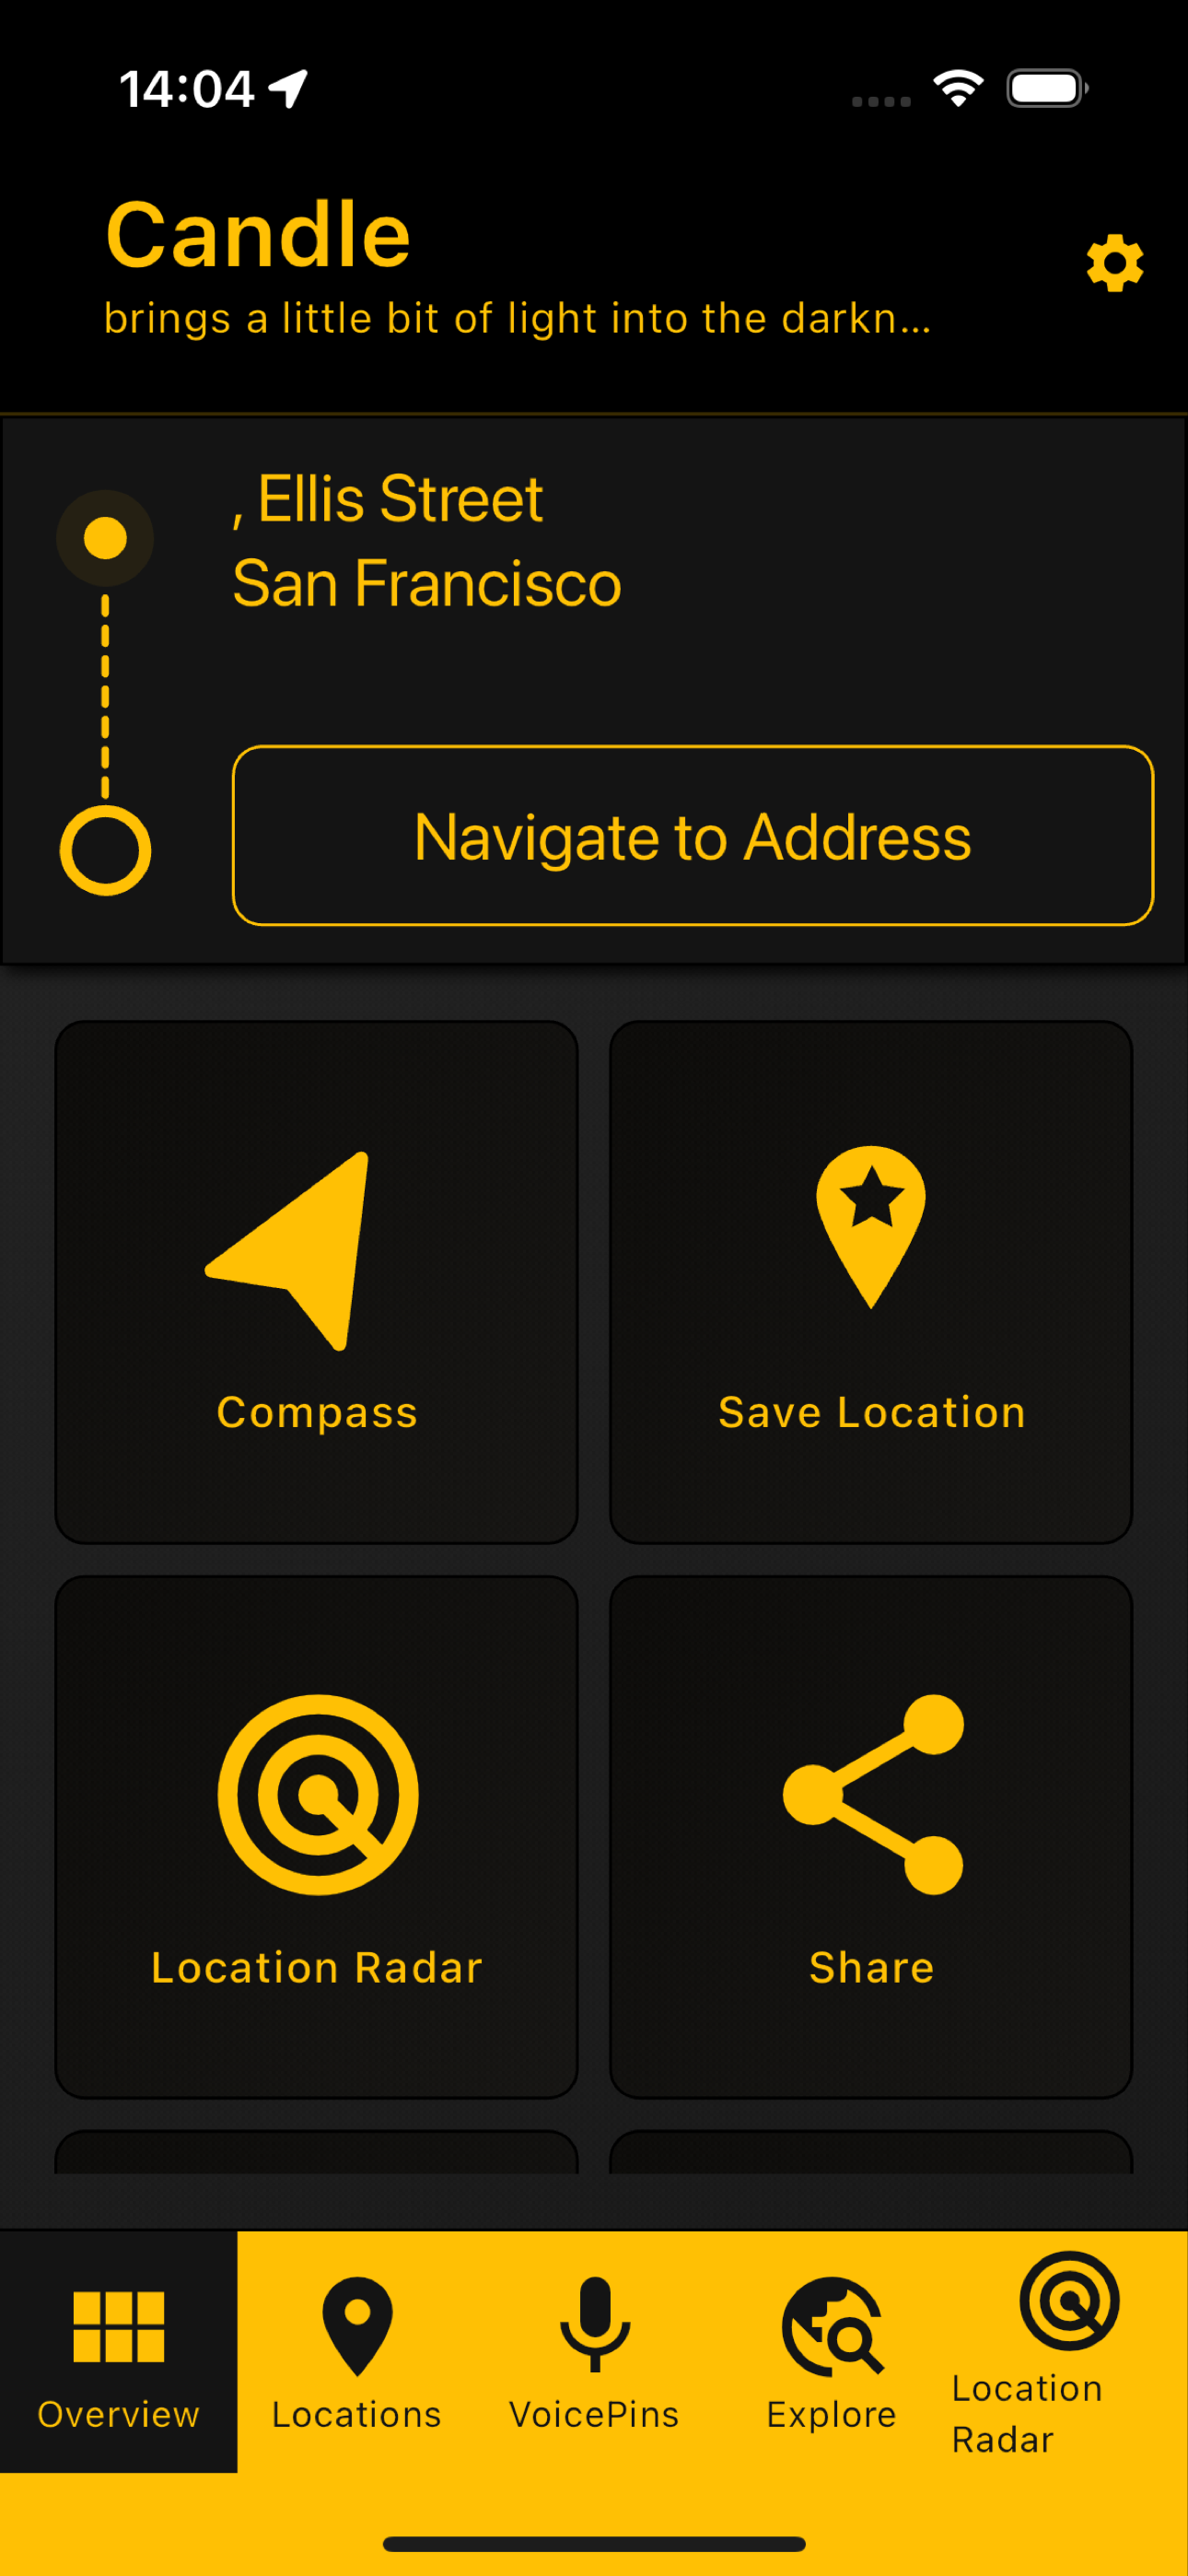 14:04
Candle
brings a little bit of light into the darkn...
, Ellis Street
San Francisco
Navigate to Address
Compass
Save Location
Location Radar
Share
Overview
Locations
VoicePins
Explore
Location
Radar